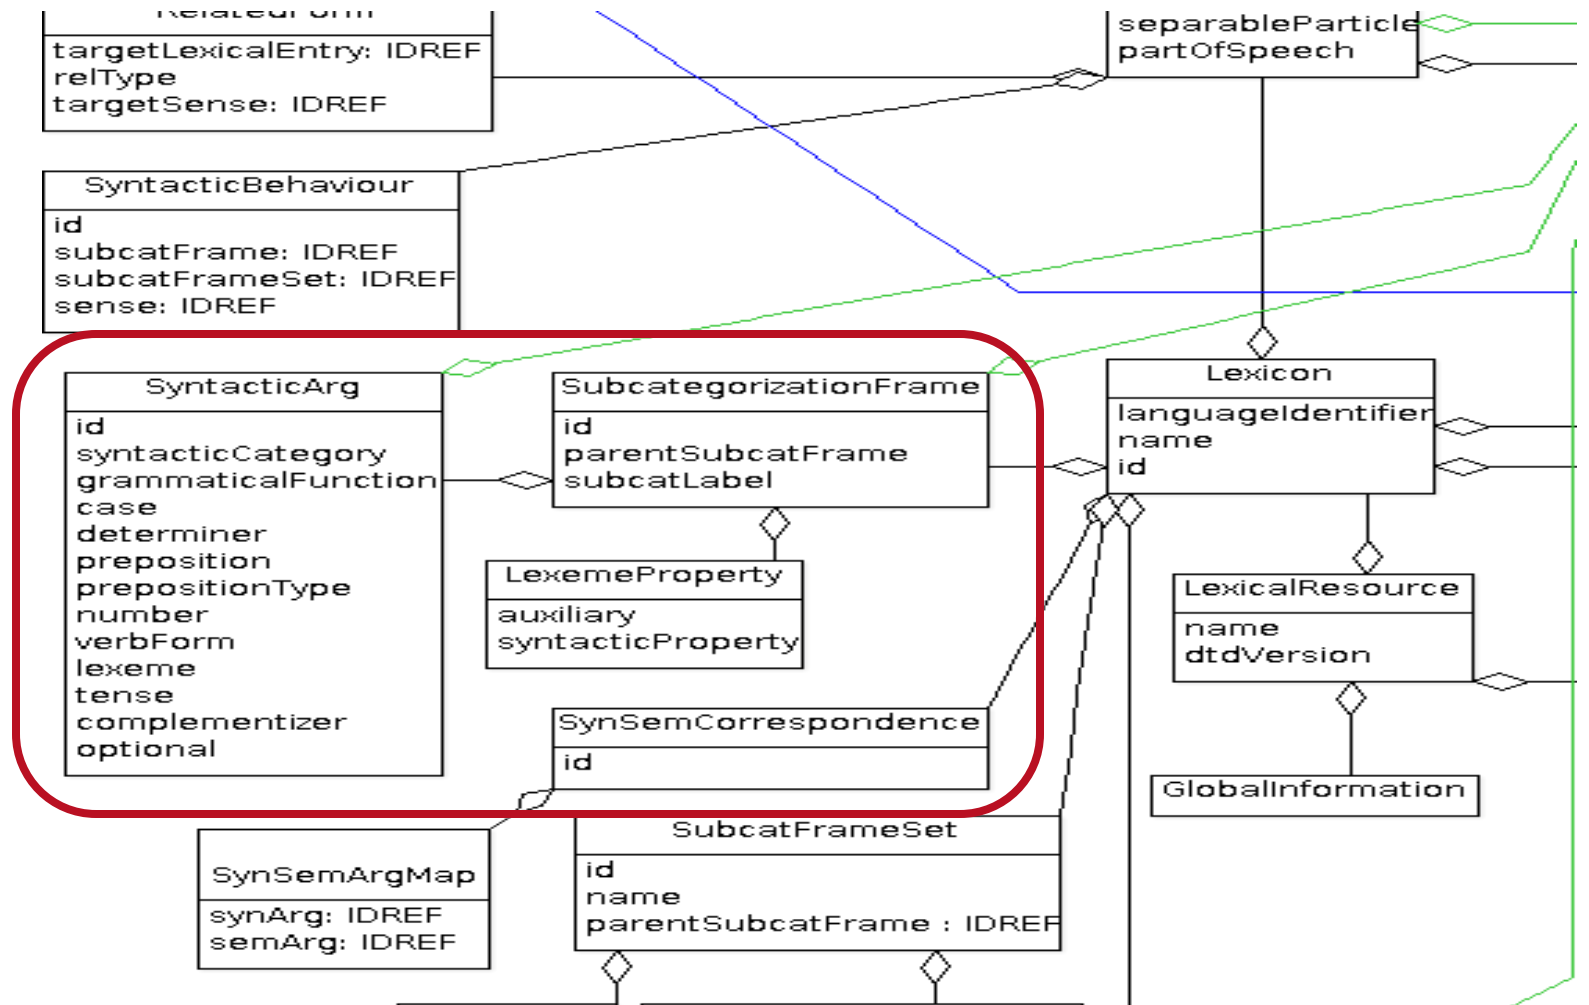 RelatedForm
targetLexicalEntry: IDREF
relType
targetSense: IDREF
separableParticle
partOfSpeech
SyntacticBehaviour
id
subcatFrame: IDREF
subcatFrameSet: IDREF
sense: IDREF
SyntacticArg
id
syntacticCategory
grammaticalFunction
case
determiner
preposition
prepositionType
number
verbForm
lexeme
tense
complementizer
optional
SubcategorizationFrame
id
parentSubcatFrame
subcatLabel
LexemeProperty
auxiliary
syntacticProperty
SynSemCorrespondence
id
Lexicon
languageIdentifier
name
id
LexicalResource
name
dtdVersion
GlobalInformation
SynSemArgMap
synArg: IDREF
semArg: IDREF
SubcatFrameSet
id
name
parentSubcatFrame : IDREF